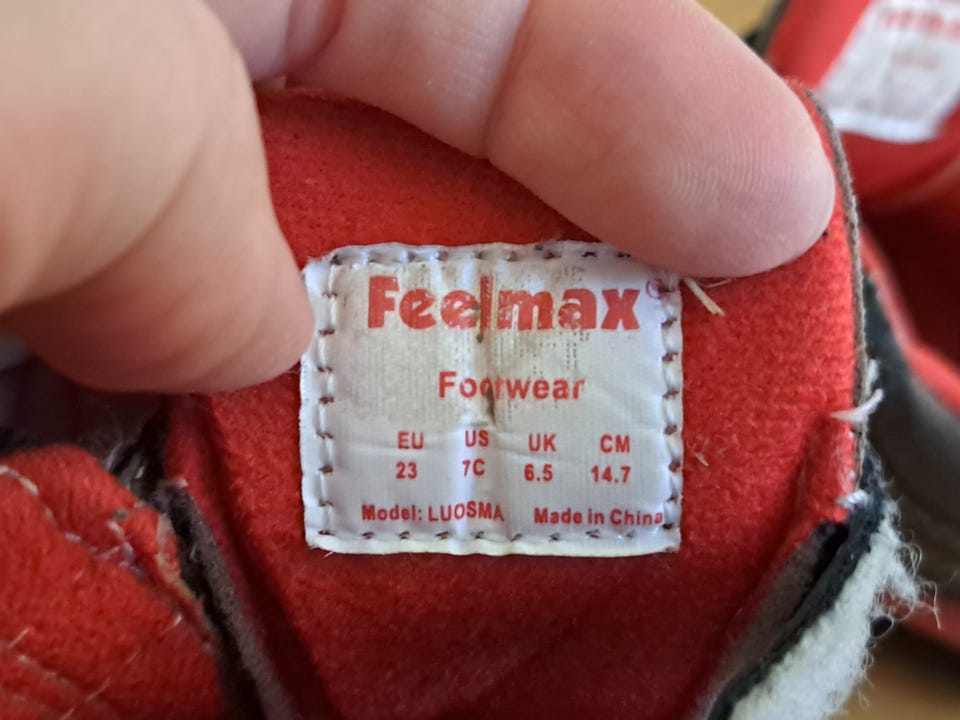 Feelmax®
Footwear
EU US UK CM
23 7C 6.5 14.7
Model: LUOSMA Made in China